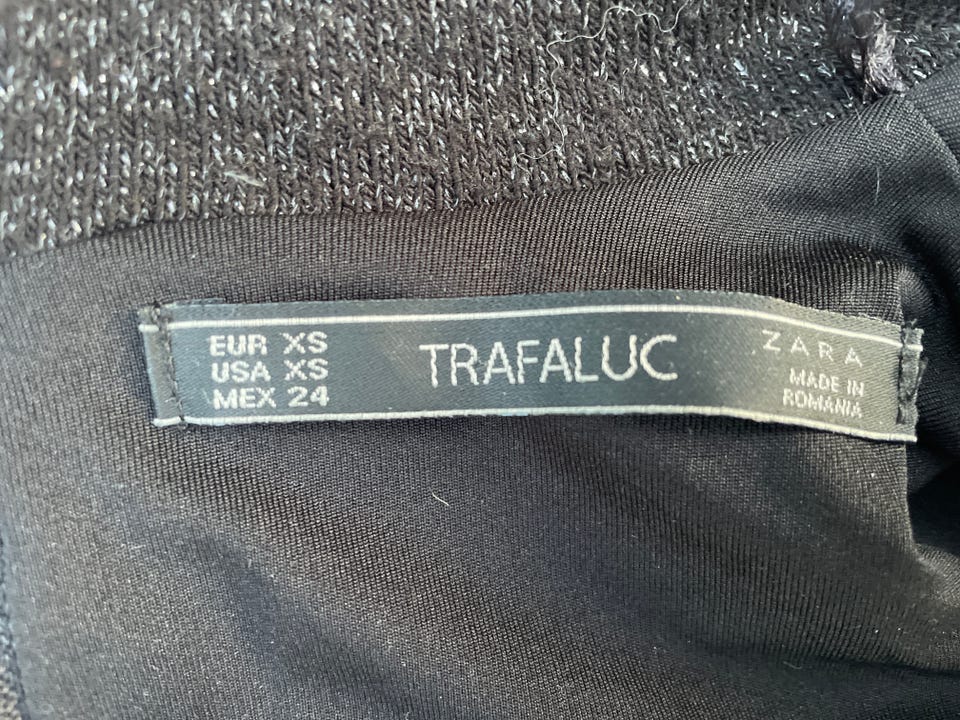 EUR XS
USA XS
MEX 24
TRAFALUC
ZARA
MADE IN
ROMANIA